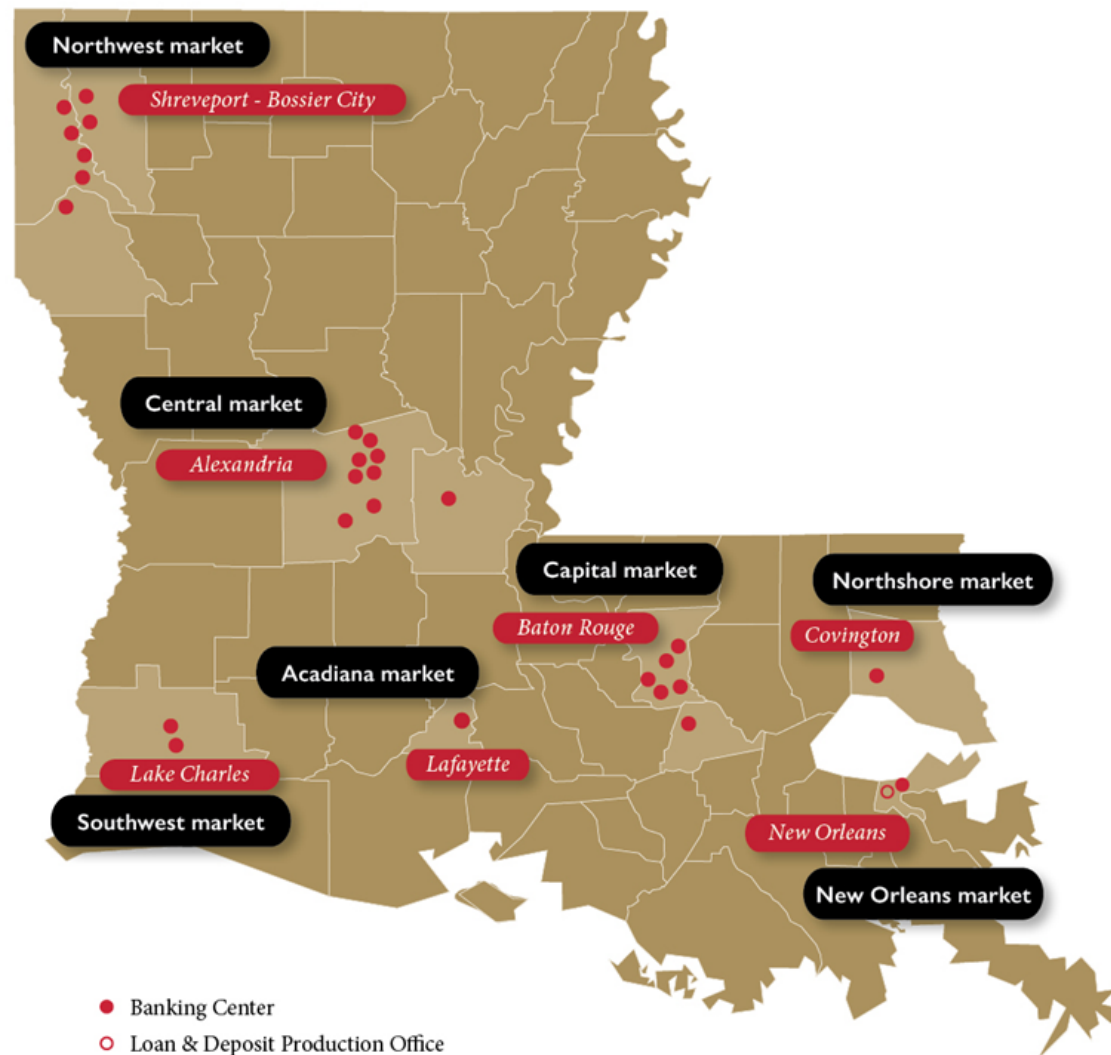 Northwest market
Shreveport - Bossier City
Central market
Alexandria
Capital market
Northshore market
Baton Rouge
Covington
Acadiana market
Lafayette
Lake Charles
Southwest market
New Orleans
New Orleans market
Banking Center
Loan & Deposit Production Office